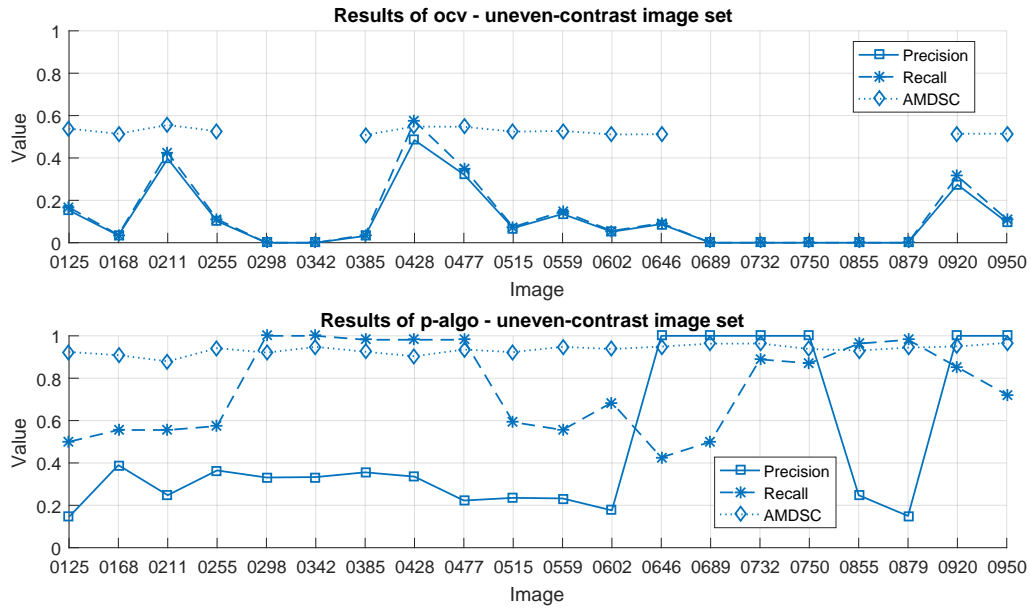 Results of ocv - uneven-contrast image set
1
0.8
0.6
0.4
0.2
0
Value
Precision
Recall
AMDSC
0125 0168 0211 0255 0298 0342 0385 0428 0477 0515 0559 0602 0646 0689 0732 0750 0855 0879 0920 0950
Image
Results of p-algo - uneven-contrast image set
1
0.8
0.6
0.4
0.2
0
Value
Precision
Recall
AMDSC
0125 0168 0211 0255 0298 0342 0385 0428 0477 0515 0559 0602 0646 0689 0732 0750 0855 0879 0920 0950
Image